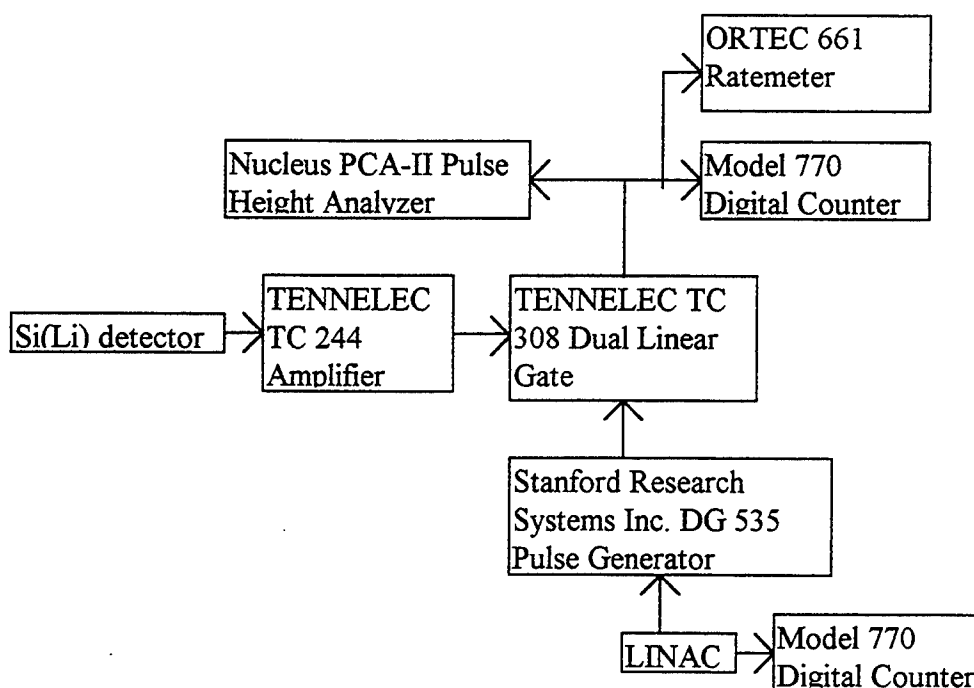 ORTEC 661
Ratemeter
Nucleus PCA-II Pulse
Height Analyzer
Model 770
Digital Counter
Si(Li) detector
TENNELEC
TC 244
Amplifier
TENNELEC TC
308 Dual Linear
Gate
Stanford Research
Systems Inc. DG 535
Pulse Generator
LINAC
Model 770
Digital Counter